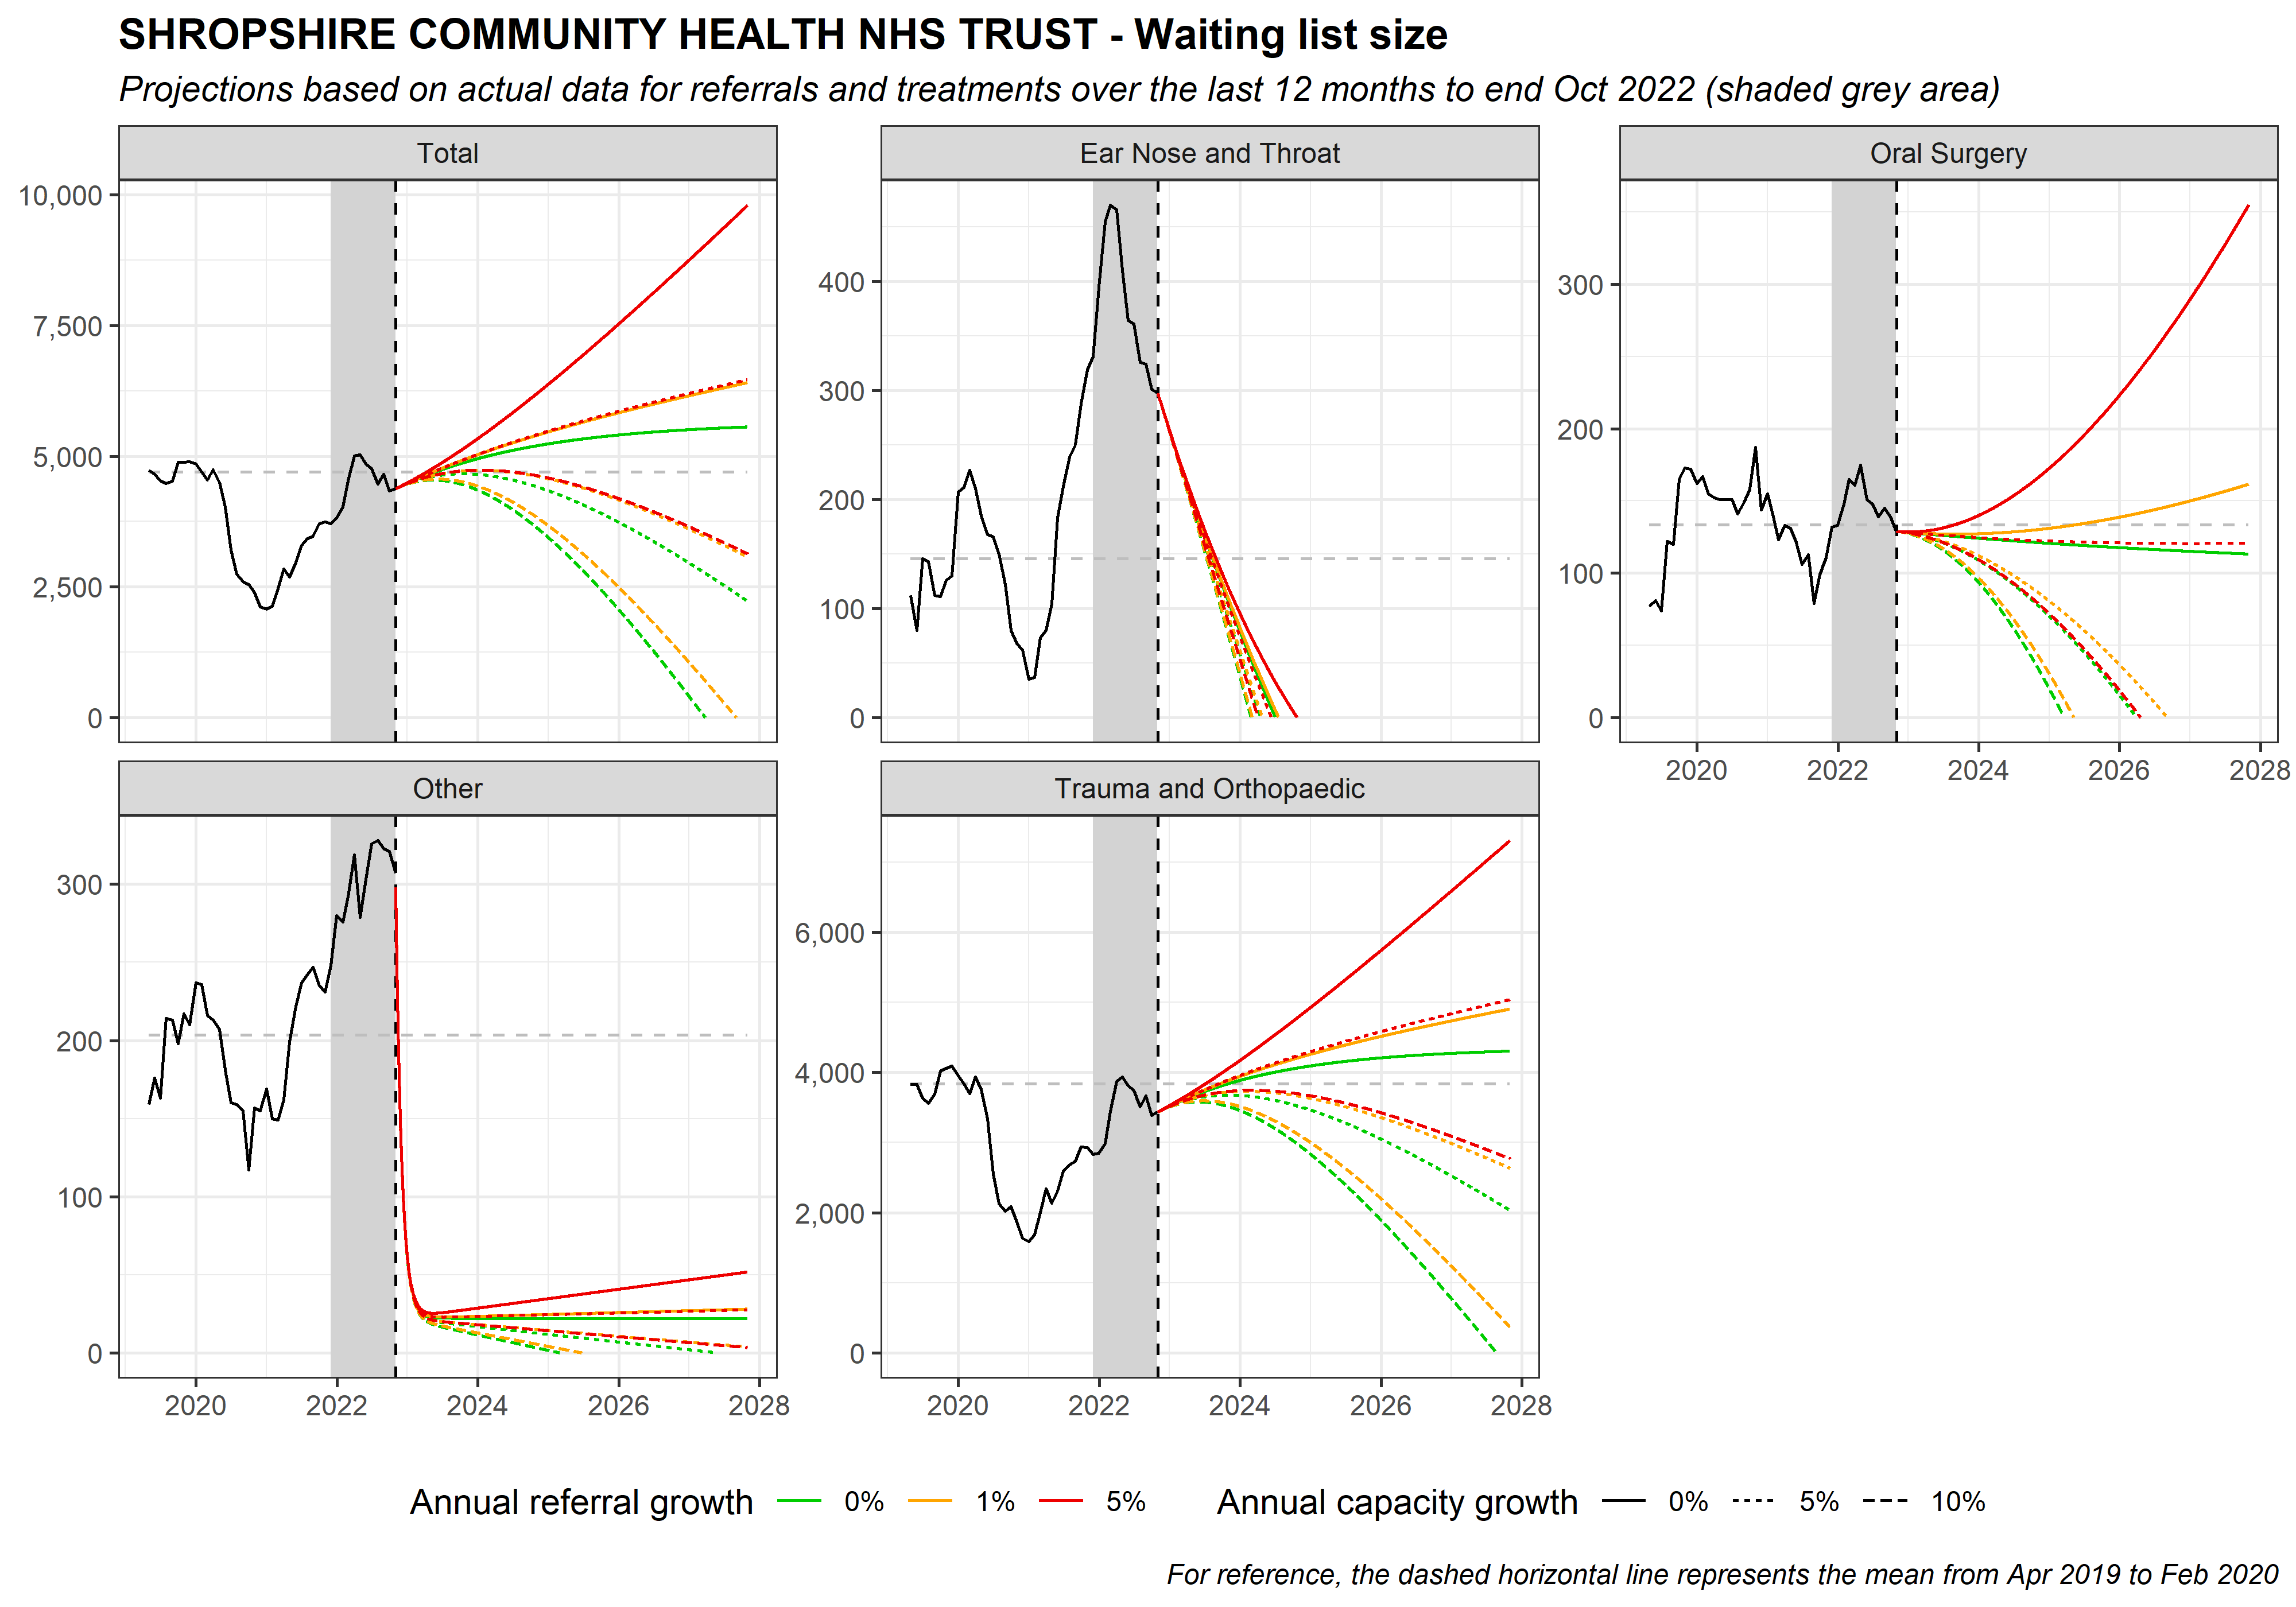 SHROPSHIRE COMMUNITY HEALTH NHS TRUST - Waiting list size
Projections based on actual data for referrals and treatments over the last 12 months to end Oct 2022 (shaded grey area)
Total
10,000
7,500
5,000
2,500
0
Ear Nose and Throat
400
300
200
100
0
Oral Surgery
300
200
100
0
2020 2022 2024 2026 2028
Other
300
200
100
0
2020 2022 2024 2026 2028
Trauma and Orthopaedic
6,000
4,000
2,000
0
2020 2022 2024 2026 2028
Annual referral growth 0% 1% 5% Annual capacity growth 0% 5% 10%
For reference, the dashed horizontal line represents the mean from Apr 2019 to Feb 2020